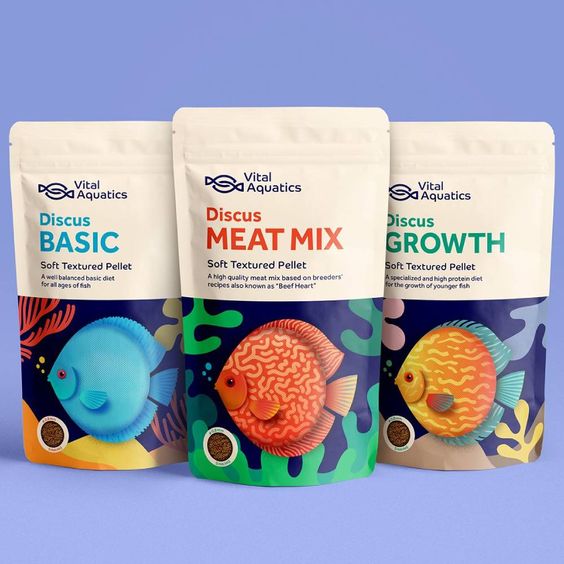 Vital
Aquatics
Discus
BASIC
Soft Textured Pellet
A well balanced basic diet
for all ages of fish
Vital
Aquatics
Discus
MEAT MIX
Soft Textured Pellet
A high quality meat mix based on breeders'
recipes also known as "Beef Heart"
Vital
Aquatics
Discus
GROWTH
Soft Textured Pellet
A specialized and high protein diet
for the growth of younger fish